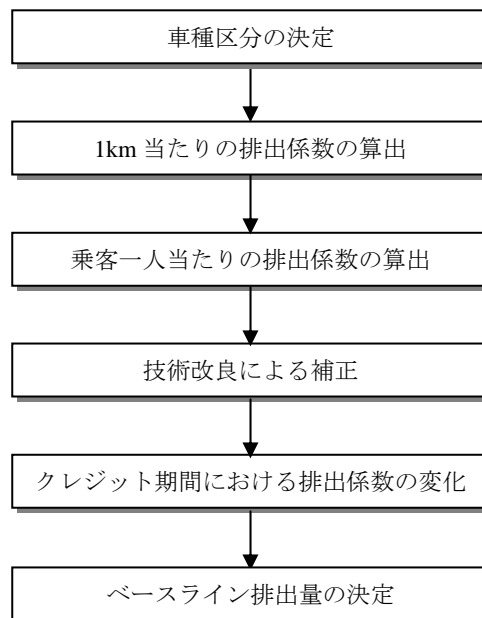 車種区分の決定
1km 当たりの排出係数の算出
乗客一人当たりの排出係数の算出
技術改良による補正
クレジット期間における排出係数の変化
ベースライン排出量の決定